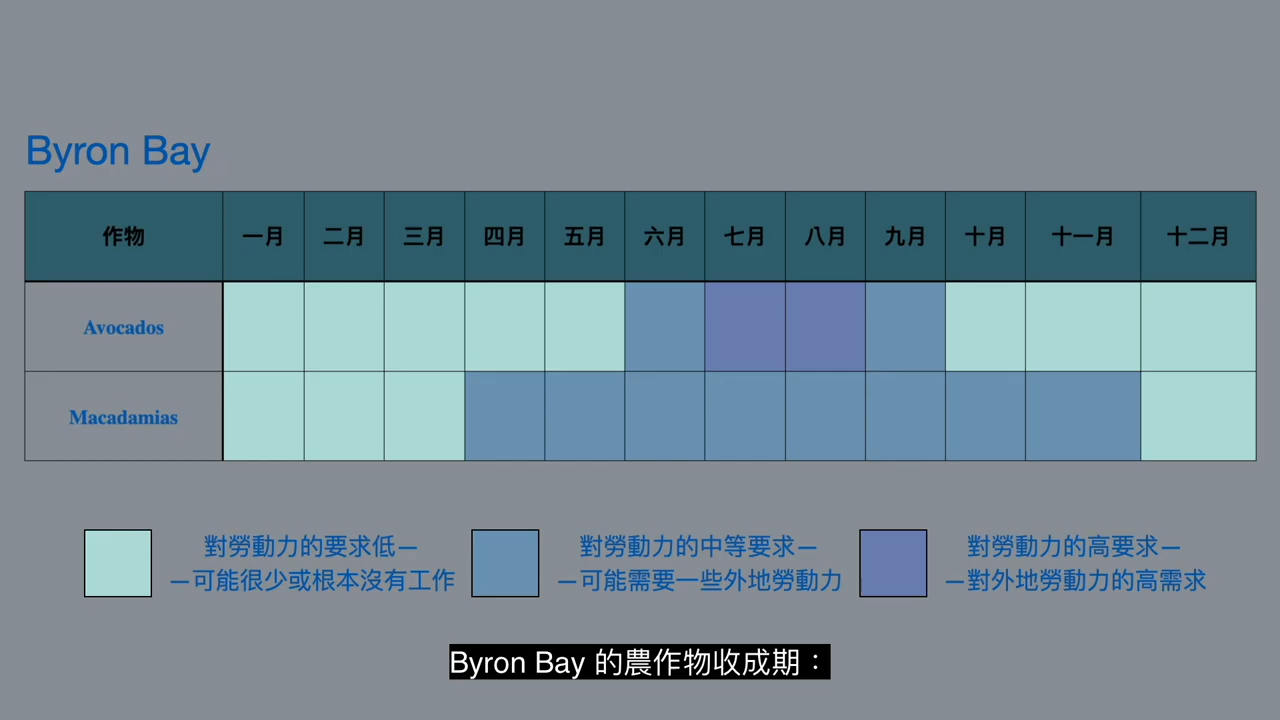 Byron Bay
作物 一月 二月 三月 四月 五月 六月 七月 八月 九月 十月 十一月 十二月
Avocados
Macadamias
對勞動力的要求低—
—可能很少或根本沒有工作
對勞動力的中等要求—
—可能需要一些外地勞動力
對勞動力的高要求—
—對外地勞動力的高需求
Byron Bay 的農作物收成期：